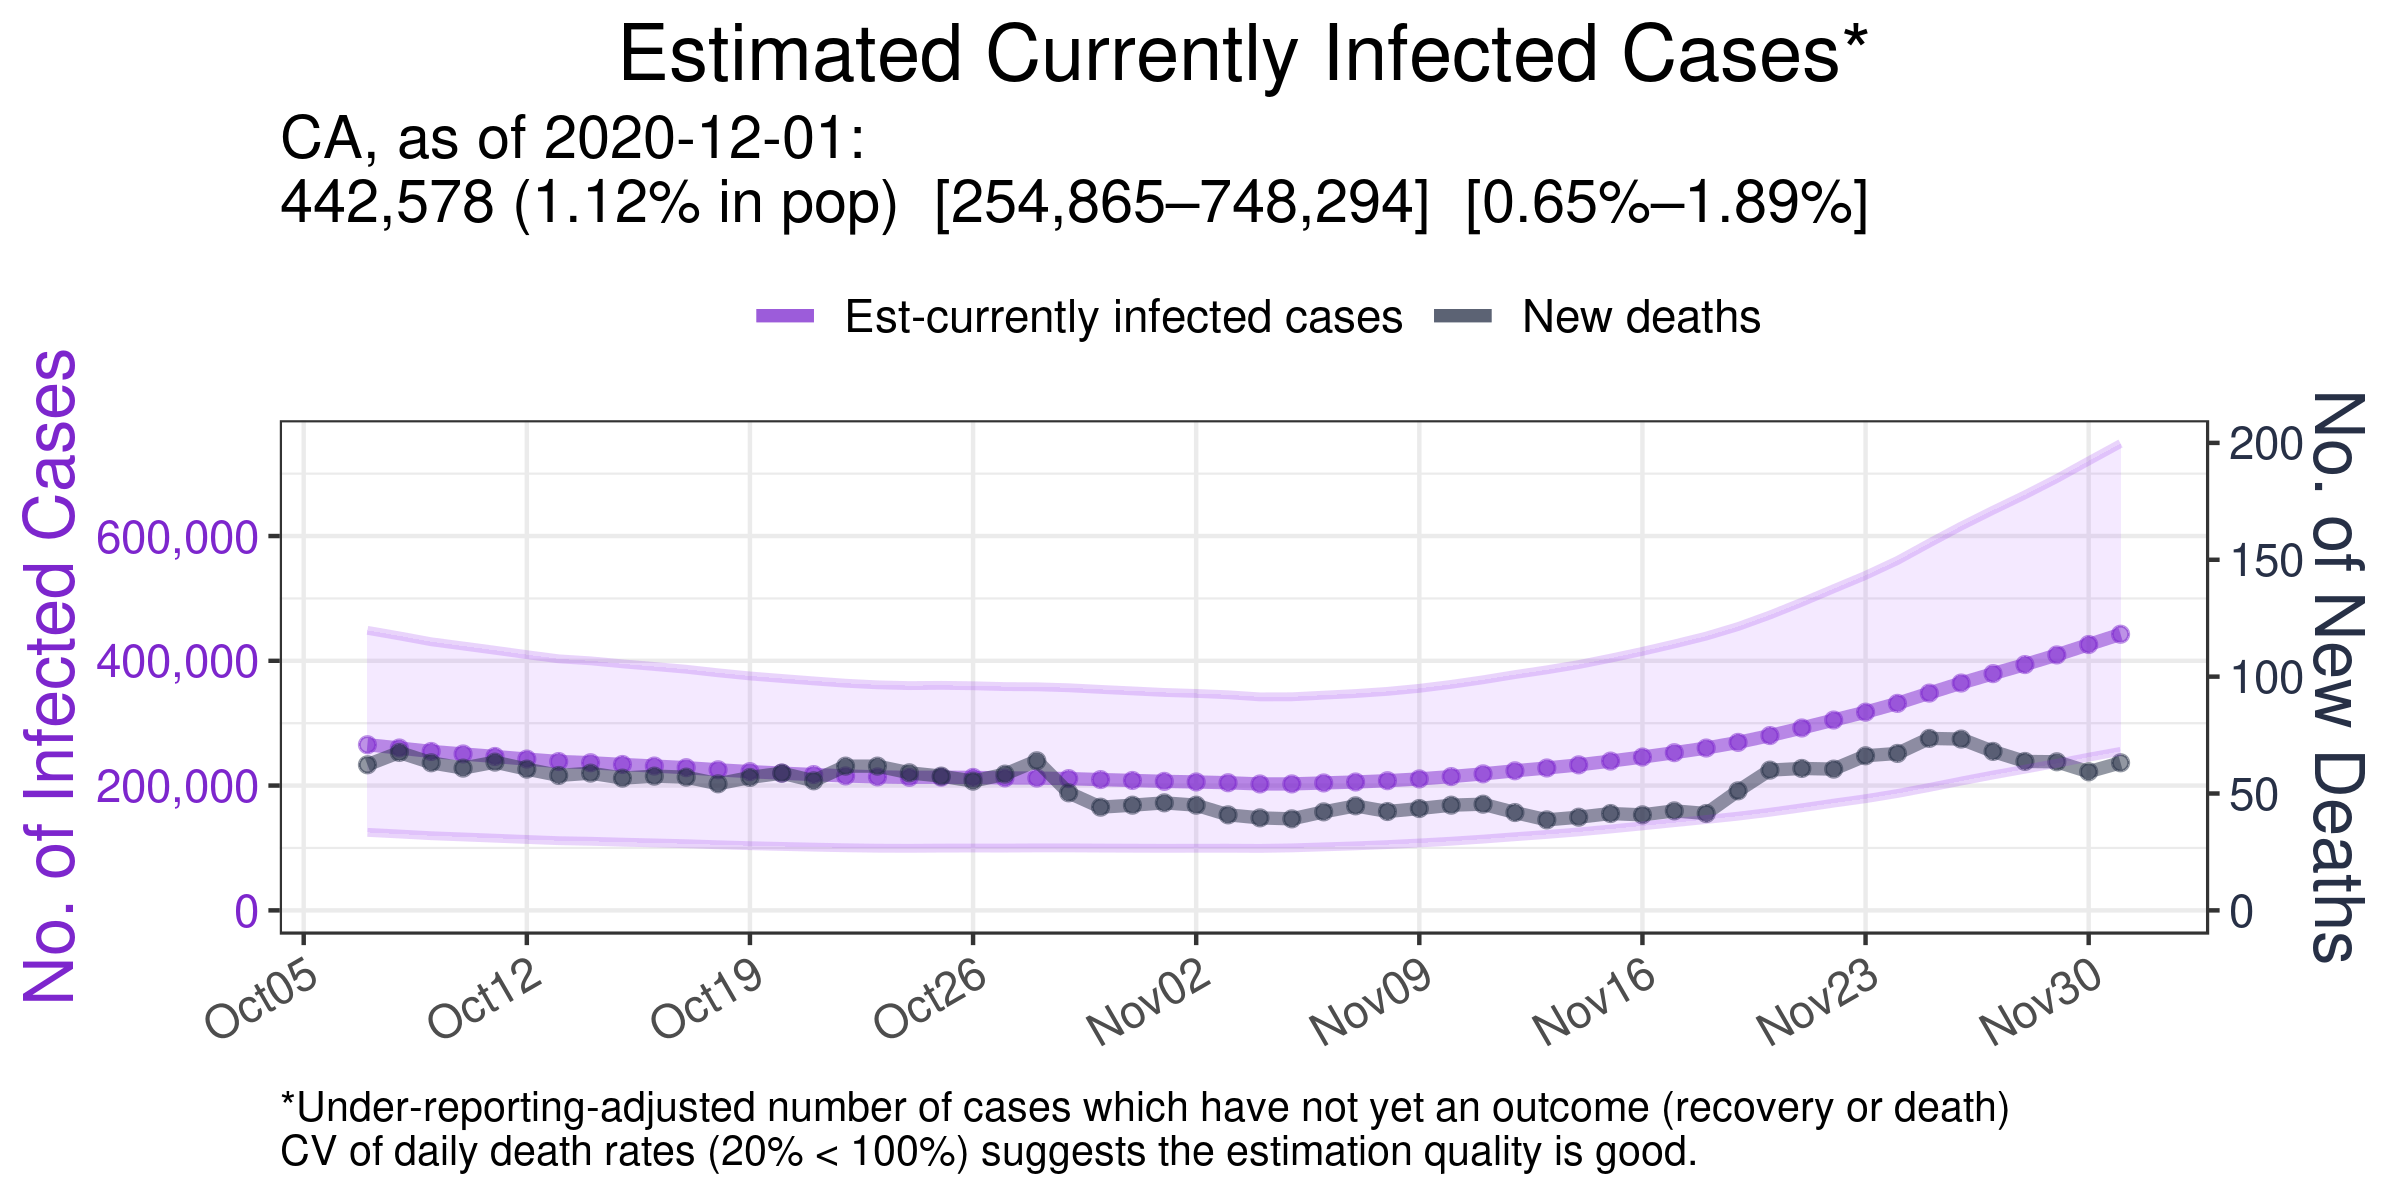 Estimated Currently Infected Cases*
CA, as of 2020-12-01:
442,578 (1.12% in pop)  [254,865–748,294]  [0.65%–1.89%]
Est-currently infected cases
New deaths
No. of Infected Cases
600,000
400,000
200,000
0
200
150
100
50
0
No. of New Deaths
Oct05
Oct12
Oct19
Oct26
Nov02
Nov09
Nov16
Nov23
Nov30
*Under-reporting-adjusted number of cases which have not yet an outcome (recovery or death)
CV of daily death rates (20% < 100%) suggests the estimation quality is good.